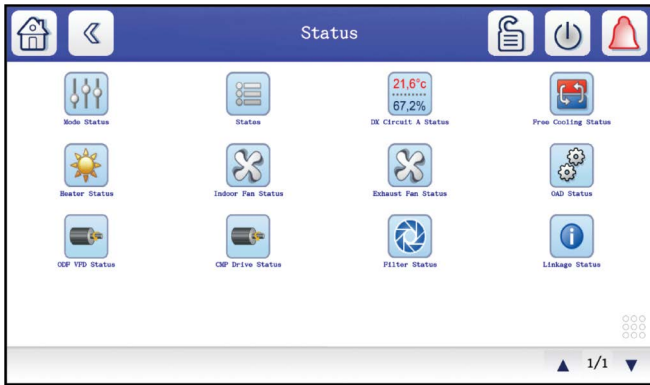 Status
21,6°c
67,2%
Mode Status
States
DX Circuit A Status
Free Cooling Status
Heater Status
Indoor Fan Status
Exhaust Fan Status
OAD Status
ODF VFD Status
CMP Drive Status
Filter Status
Linkage Status
1/1